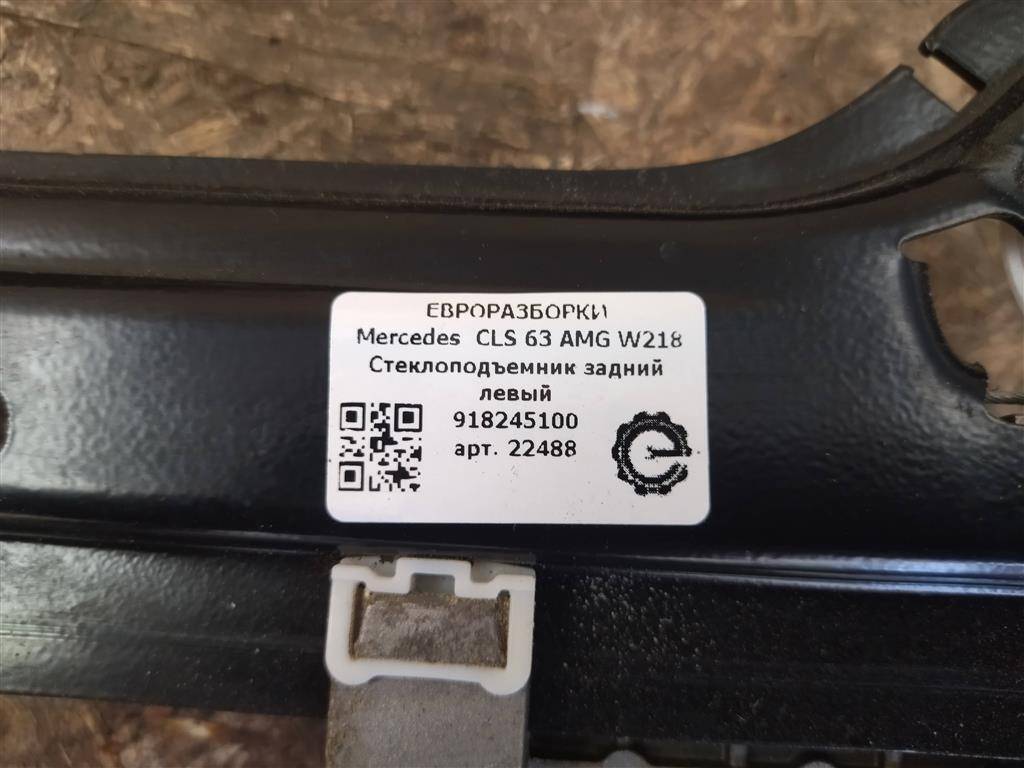 ЕВРОРАЗБОРКИ
Mercedes CLS 63 AMG W218
Стеклоподъемник задний
левый
918245100
арт. 22488